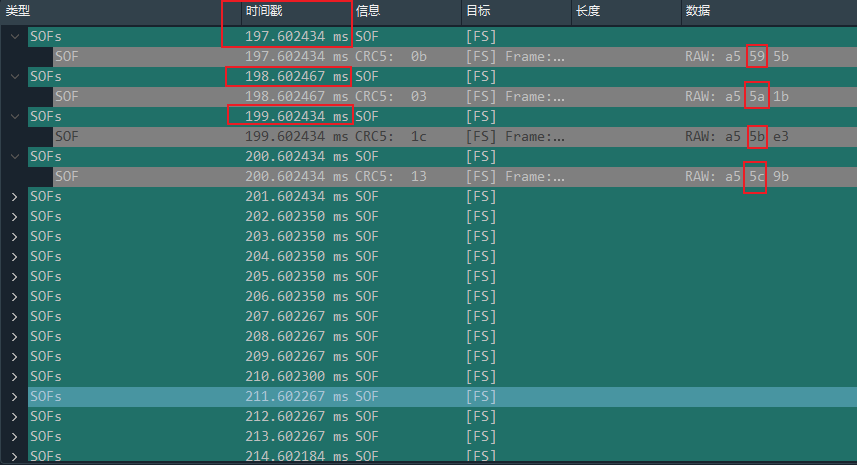 类型 时间戳 信息 目标 长度 数据
SOFs 197.602434 ms SOF [FS]
SOF 197.602434 ms CRC5: 0b [FS] Frame:... RAW: a5 59 5b
SOFs 198.602467 ms SOF [FS]
SOF 198.602467 ms CRC5: 03 [FS] Frame:... RAW: a5 5a 1b
SOFs 199.602434 ms SOF [FS]
SOF 199.602434 ms CRC5: 1c [FS] Frame:... RAW: a5 5b e3
SOFs 200.602434 ms SOF [FS]
SOF 200.602434 ms CRC5: 13 [FS] Frame:... RAW: a5 5c 9b
SOFs 201.602434 ms SOF [FS]
SOFs 202.602350 ms SOF [FS]
SOFs 203.602350 ms SOF [FS]
SOFs 204.602350 ms SOF [FS]
SOFs 205.602350 ms SOF [FS]
SOFs 206.602350 ms SOF [FS]
SOFs 207.602267 ms SOF [FS]
SOFs 208.602267 ms SOF [FS]
SOFs 209.602267 ms SOF [FS]
SOFs 210.602300 ms SOF [FS]
SOFs 211.602267 ms SOF [FS]
SOFs 212.602267 ms SOF [FS]
SOFs 213.602267 ms SOF [FS]
SOFs 214.602184 ms SOF [FS]